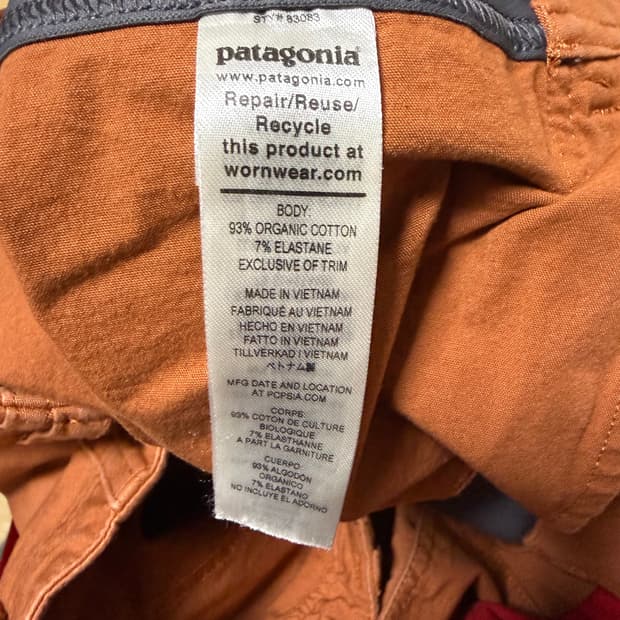 STY# 83083
patagonia®
www.patagonia.com
Repair/Reuse/
Recycle
this product at
wornwear.com
BODY:
93% ORGANIC COTTON
7% ELASTANE
EXCLUSIVE OF TRIM
MADE IN VIETNAM
FABRIQUÉ AU VIETNAM
HECHO EN VIETNAM
FATTO IN VIETNAM
TILLVERKAD I VIETNAM
ベトナム製
MFG DATE AND LOCATION
AT PCPSIA.COM
CORPS:
93% COTON DE CULTURE
BIOLOGIQUE
7% ELASTHANNE
A PART LA GARNITURE
CUERPO:
93% ALGODÓN
ORGÁNICO
7% ELASTANO
NO INCLUYE EL ADORNO